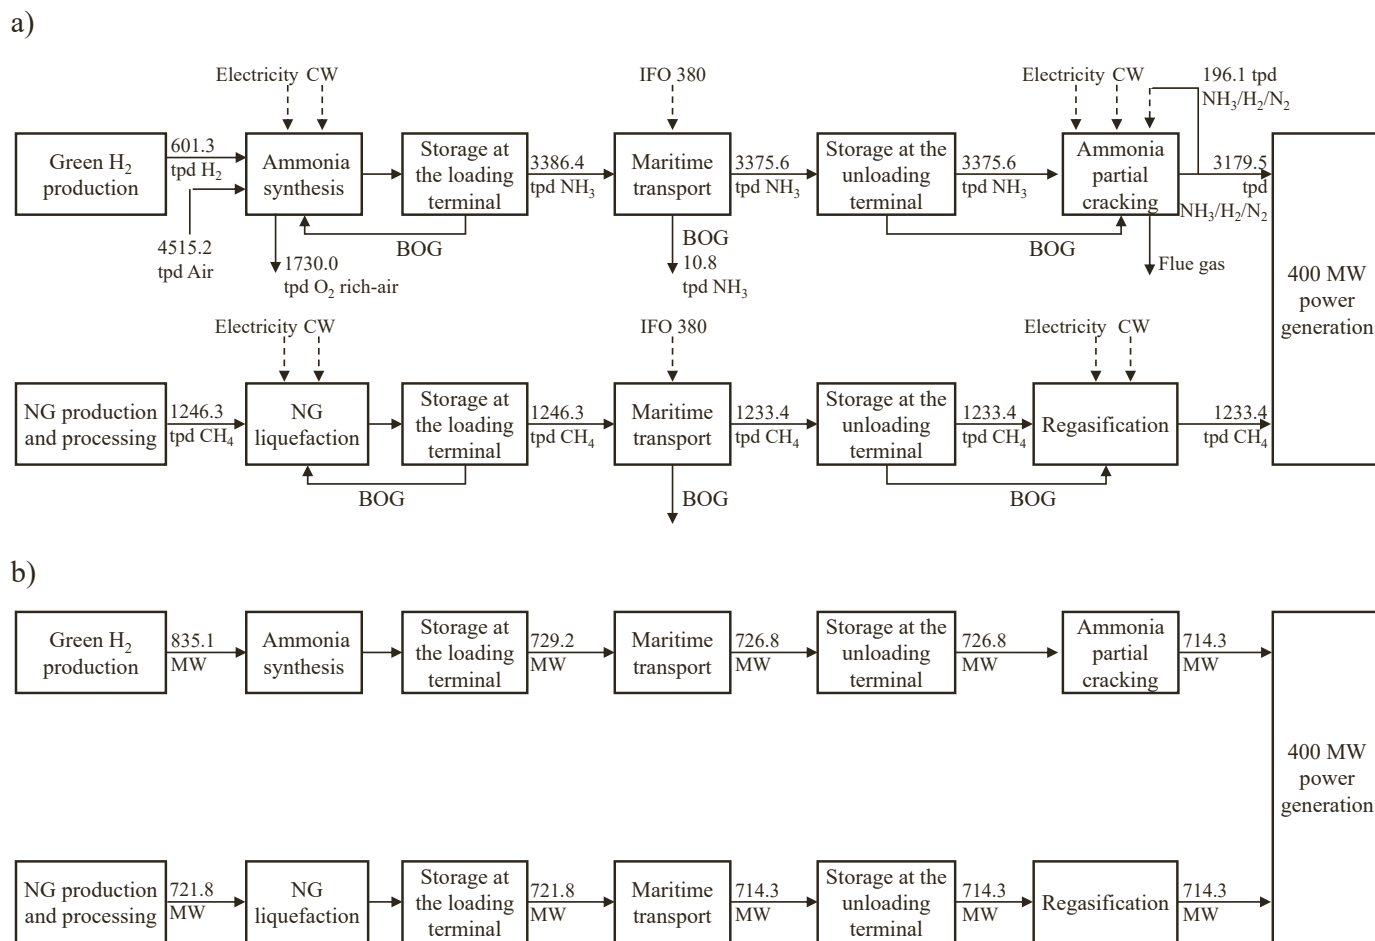 a)
Electricity CW
IFO 380
Electricity CW
196.1 tpd
NH₃/H₂/N₂
Green H₂
production
601.3
tpd H₂
Ammonia
synthesis
Storage at
the loading
terminal
3386.4
tpd NH₃
Maritime
transport
3375.6
tpd NH₃
Storage at the
unloading
terminal
3375.6
tpd NH₃
Ammonia
partial
cracking
3179.5
tpd
NH₃/H₂/N₂
4515.2
tpd Air
1730.0
tpd O₂ rich-air
BOG
BOG
10.8
tpd NH₃
BOG
Flue gas
400 MW
power
generation
Electricity CW
IFO 380
Electricity CW
NG production
and processing
1246.3
tpd CH₄
NG
liquefaction
Storage at
the loading
terminal
1246.3
tpd CH₄
Maritime
transport
1233.4
tpd CH₄
Storage at the
unloading
terminal
1233.4
tpd CH₄
Regasification
1233.4
tpd CH₄
BOG
BOG
BOG
b)
Green H₂
production
835.1
MW
Ammonia
synthesis
Storage at
the loading
terminal
729.2
MW
Maritime
transport
726.8
MW
Storage at the
unloading
terminal
726.8
MW
Ammonia
partial
cracking
714.3
MW
400 MW
power
generation
NG production
and processing
721.8
MW
NG
liquefaction
Storage at
the loading
terminal
721.8
MW
Maritime
transport
714.3
MW
Storage at the
unloading
terminal
714.3
MW
Regasification
714.3
MW